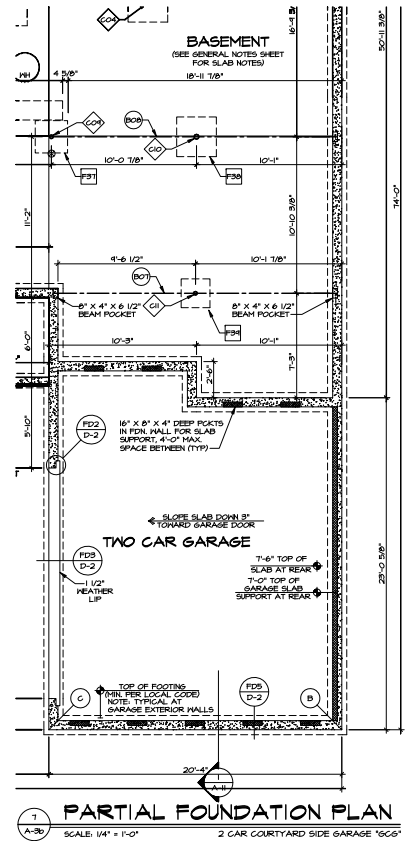 C04
16'-9 3/8"
50'-11 3/8"
BASEMENT
(SEE GENERAL NOTES SHEET
FOR SLAB NOTES)
WH
4 5/8"
18'-11 7/8"
C09
B08
C10
F37
F38
10'-0 7/8"
10'-1"
11'-2"
10'-10 3/8"
74'-0"
9'-6 1/2"
10'-1 7/8"
B07
C11
8" X 4" X 6 1/2"
BEAM POCKET
8" X 4" X 6 1/2"
BEAM POCKET
F39
10'-3"
10'-1"
6'-0"
2'-6"
7'-3"
5'-10"
FD2
D-2
16" X 8" X 4" DEEP PCKTS
IN FDN. WALL FOR SLAB
SUPPORT, 4'-0" MAX.
SPACE BETWEEN (TYP)
SLOPE SLAB DOWN 3"
TOWARD GARAGE DOOR
TWO CAR GARAGE
FD3
D-2
1 1/2"
WEATHER
LIP
7'-6" TOP OF
SLAB AT REAR
7'-0" TOP OF
GARAGE SLAB
SUPPORT AT REAR
23'-0 5/8"
C
TOP OF FOOTING
(MIN. PER LOCAL CODE)
NOTE: TYPICAL AT
GARAGE EXTERIOR WALLS
FD5
D-2
B
20'-4"
1
A-11
7
A-3b
PARTIAL FOUNDATION PLAN
SCALE: 1/4" = 1'-0"
2 CAR COURTYARD SIDE GARAGE "GCG"